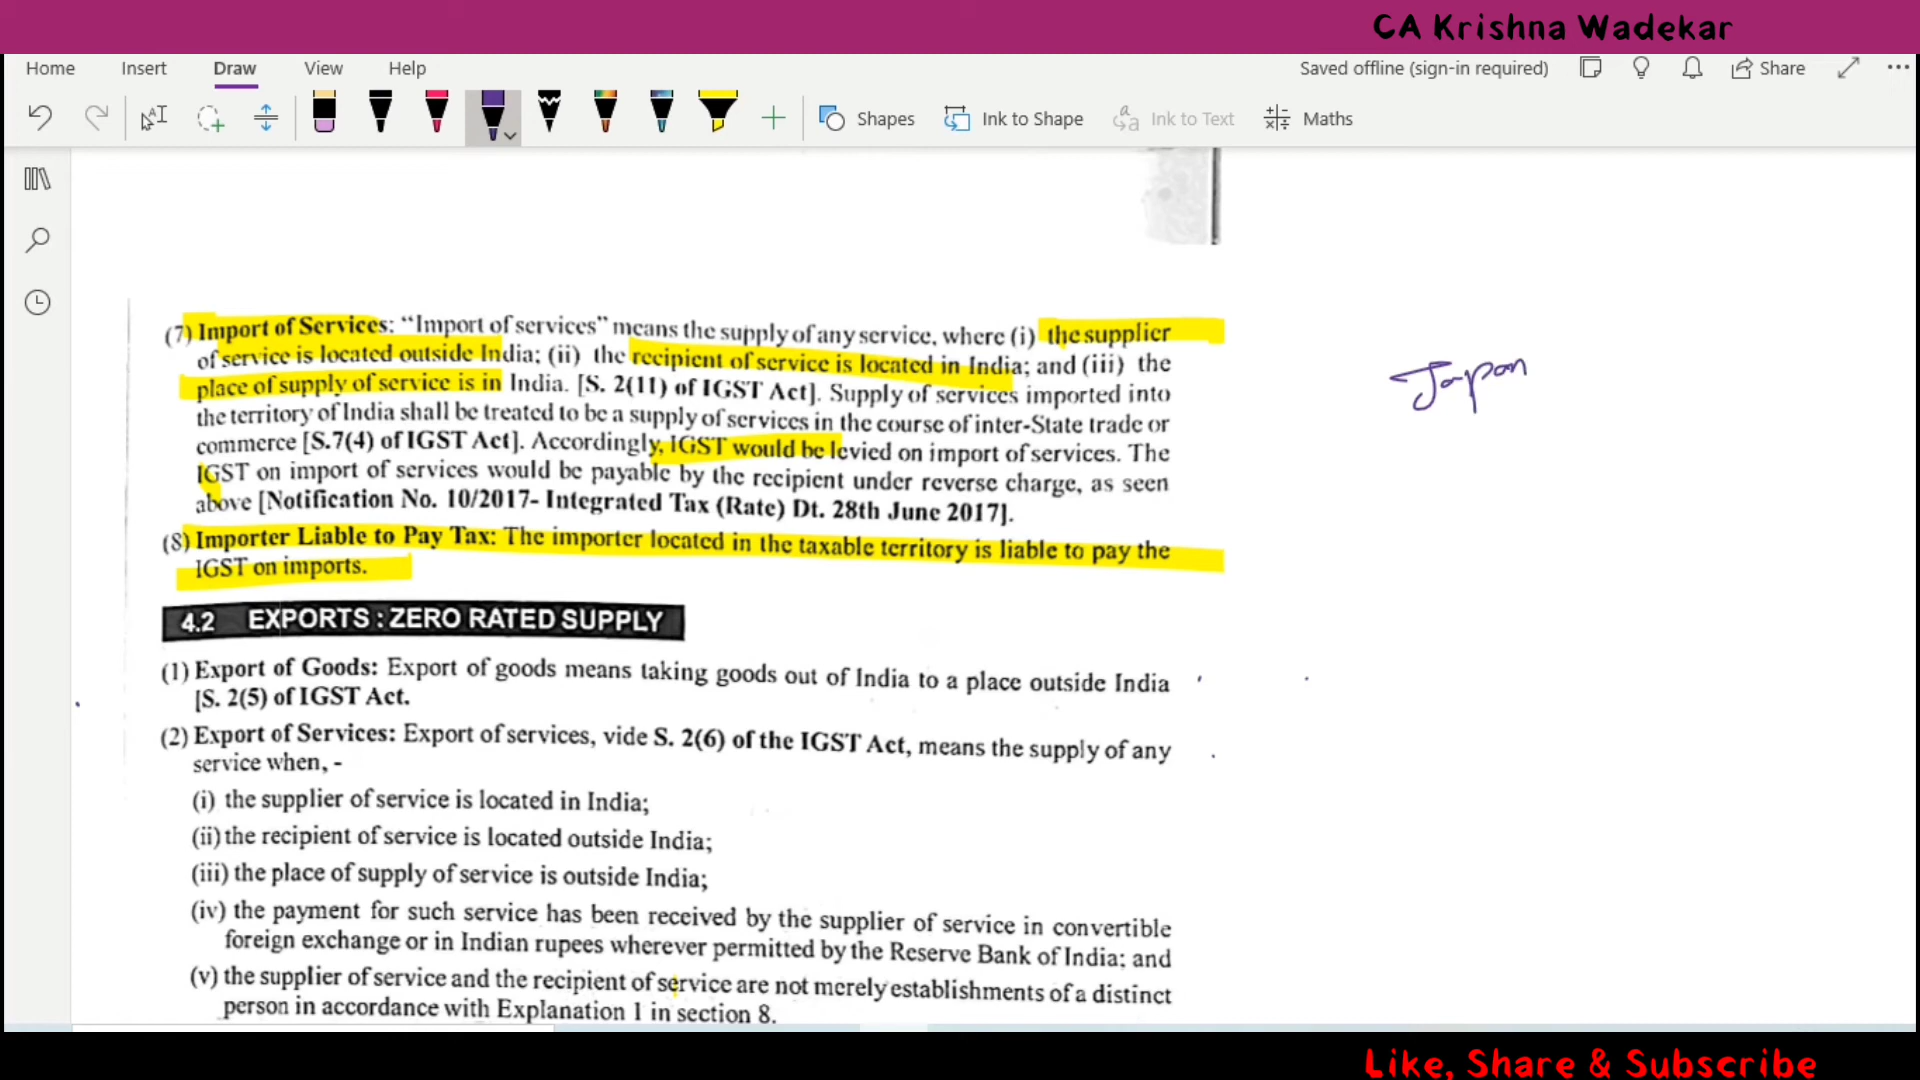 CA Krishna Wadekar
Home Insert Draw View Help Saved offline (sign-in required) Share
Shapes Ink to Shape Ink to Text Maths
(7) Import of Services: “Import of services” means the supply of any service, where (i) the supplier
of service is located outside India; (ii) the recipient of service is located in India; and (iii) the
place of supply of service is in India. [S. 2(11) of IGST Act]. Supply of services imported into
the territory of India shall be treated to be a supply of services in the course of inter-State trade or
commerce [S.7(4) of IGST Act]. Accordingly, IGST would be levied on import of services. The
IGST on import of services would be payable by the recipient under reverse charge, as seen
above [Notification No. 10/2017- Integrated Tax (Rate) Dt. 28th June 2017].
Japan
(8) Importer Liable to Pay Tax: The importer located in the taxable territory is liable to pay the
IGST on imports.
4.2 EXPORTS : ZERO RATED SUPPLY
(1) Export of Goods: Export of goods means taking goods out of India to a place outside India
[S. 2(5) of IGST Act.
(2) Export of Services: Export of services, vide S. 2(6) of the IGST Act, means the supply of any
service when, -
(i) the supplier of service is located in India;
(ii) the recipient of service is located outside India;
(iii) the place of supply of service is outside India;
(iv) the payment for such service has been received by the supplier of service in convertible
foreign exchange or in Indian rupees wherever permitted by the Reserve Bank of India; and
(v) the supplier of service and the recipient of service are not merely establishments of a distinct
person in accordance with Explanation 1 in section 8.
Like, Share & Subscribe